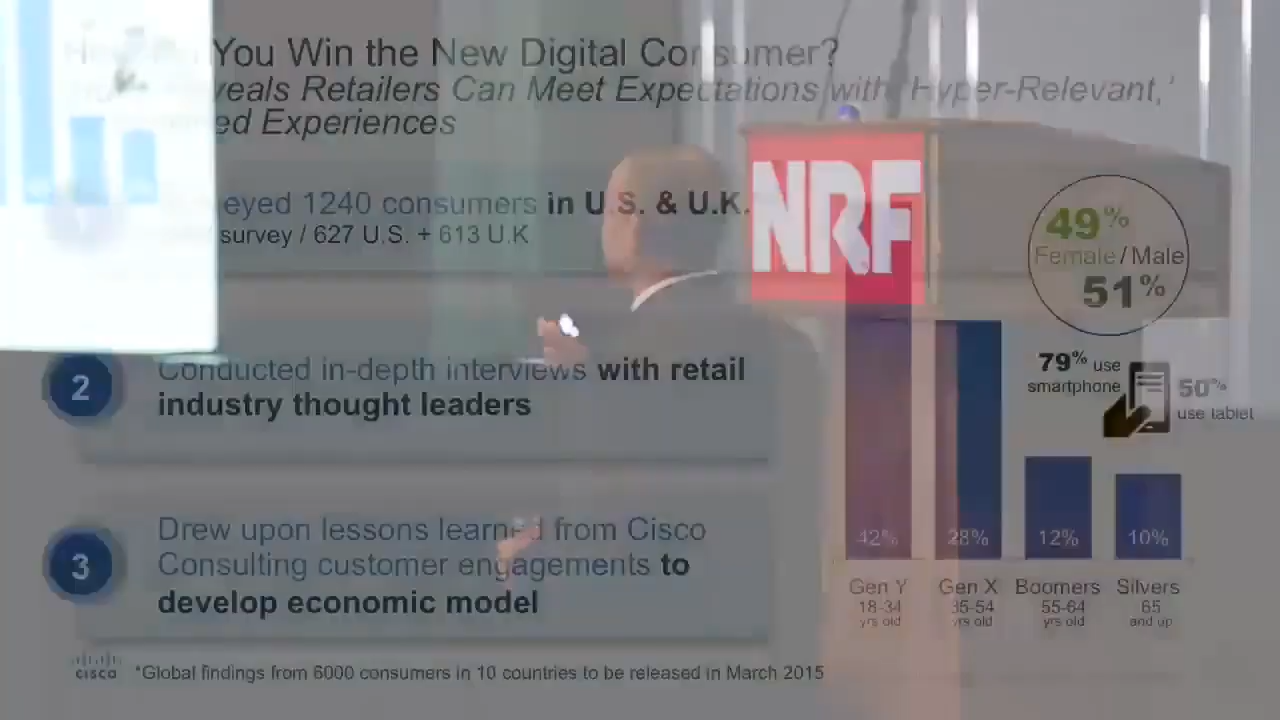 You Win the New Digital Consumer?
Retailers Can Meet Expectations with Hyper-Relevant,
Experiences
1240 consumers in U.S. & U.K.
survey / 627 U.S. + 613 U.K
NRF
49%
Female / Male
51%
79% use
smartphone
50%
use tablet
2
Conducted in-depth interviews with retail
industry thought leaders
3
Drew upon lessons learned from Cisco
Consulting customer engagements to
develop economic model
42% 28% 12% 10%
Gen Y Gen X Boomers Silvers
18-34 35-54 55-64 65
yrs old yrs old yrs old and up
CISCO
*Global findings from 6000 consumers in 10 countries to be released in March 2015